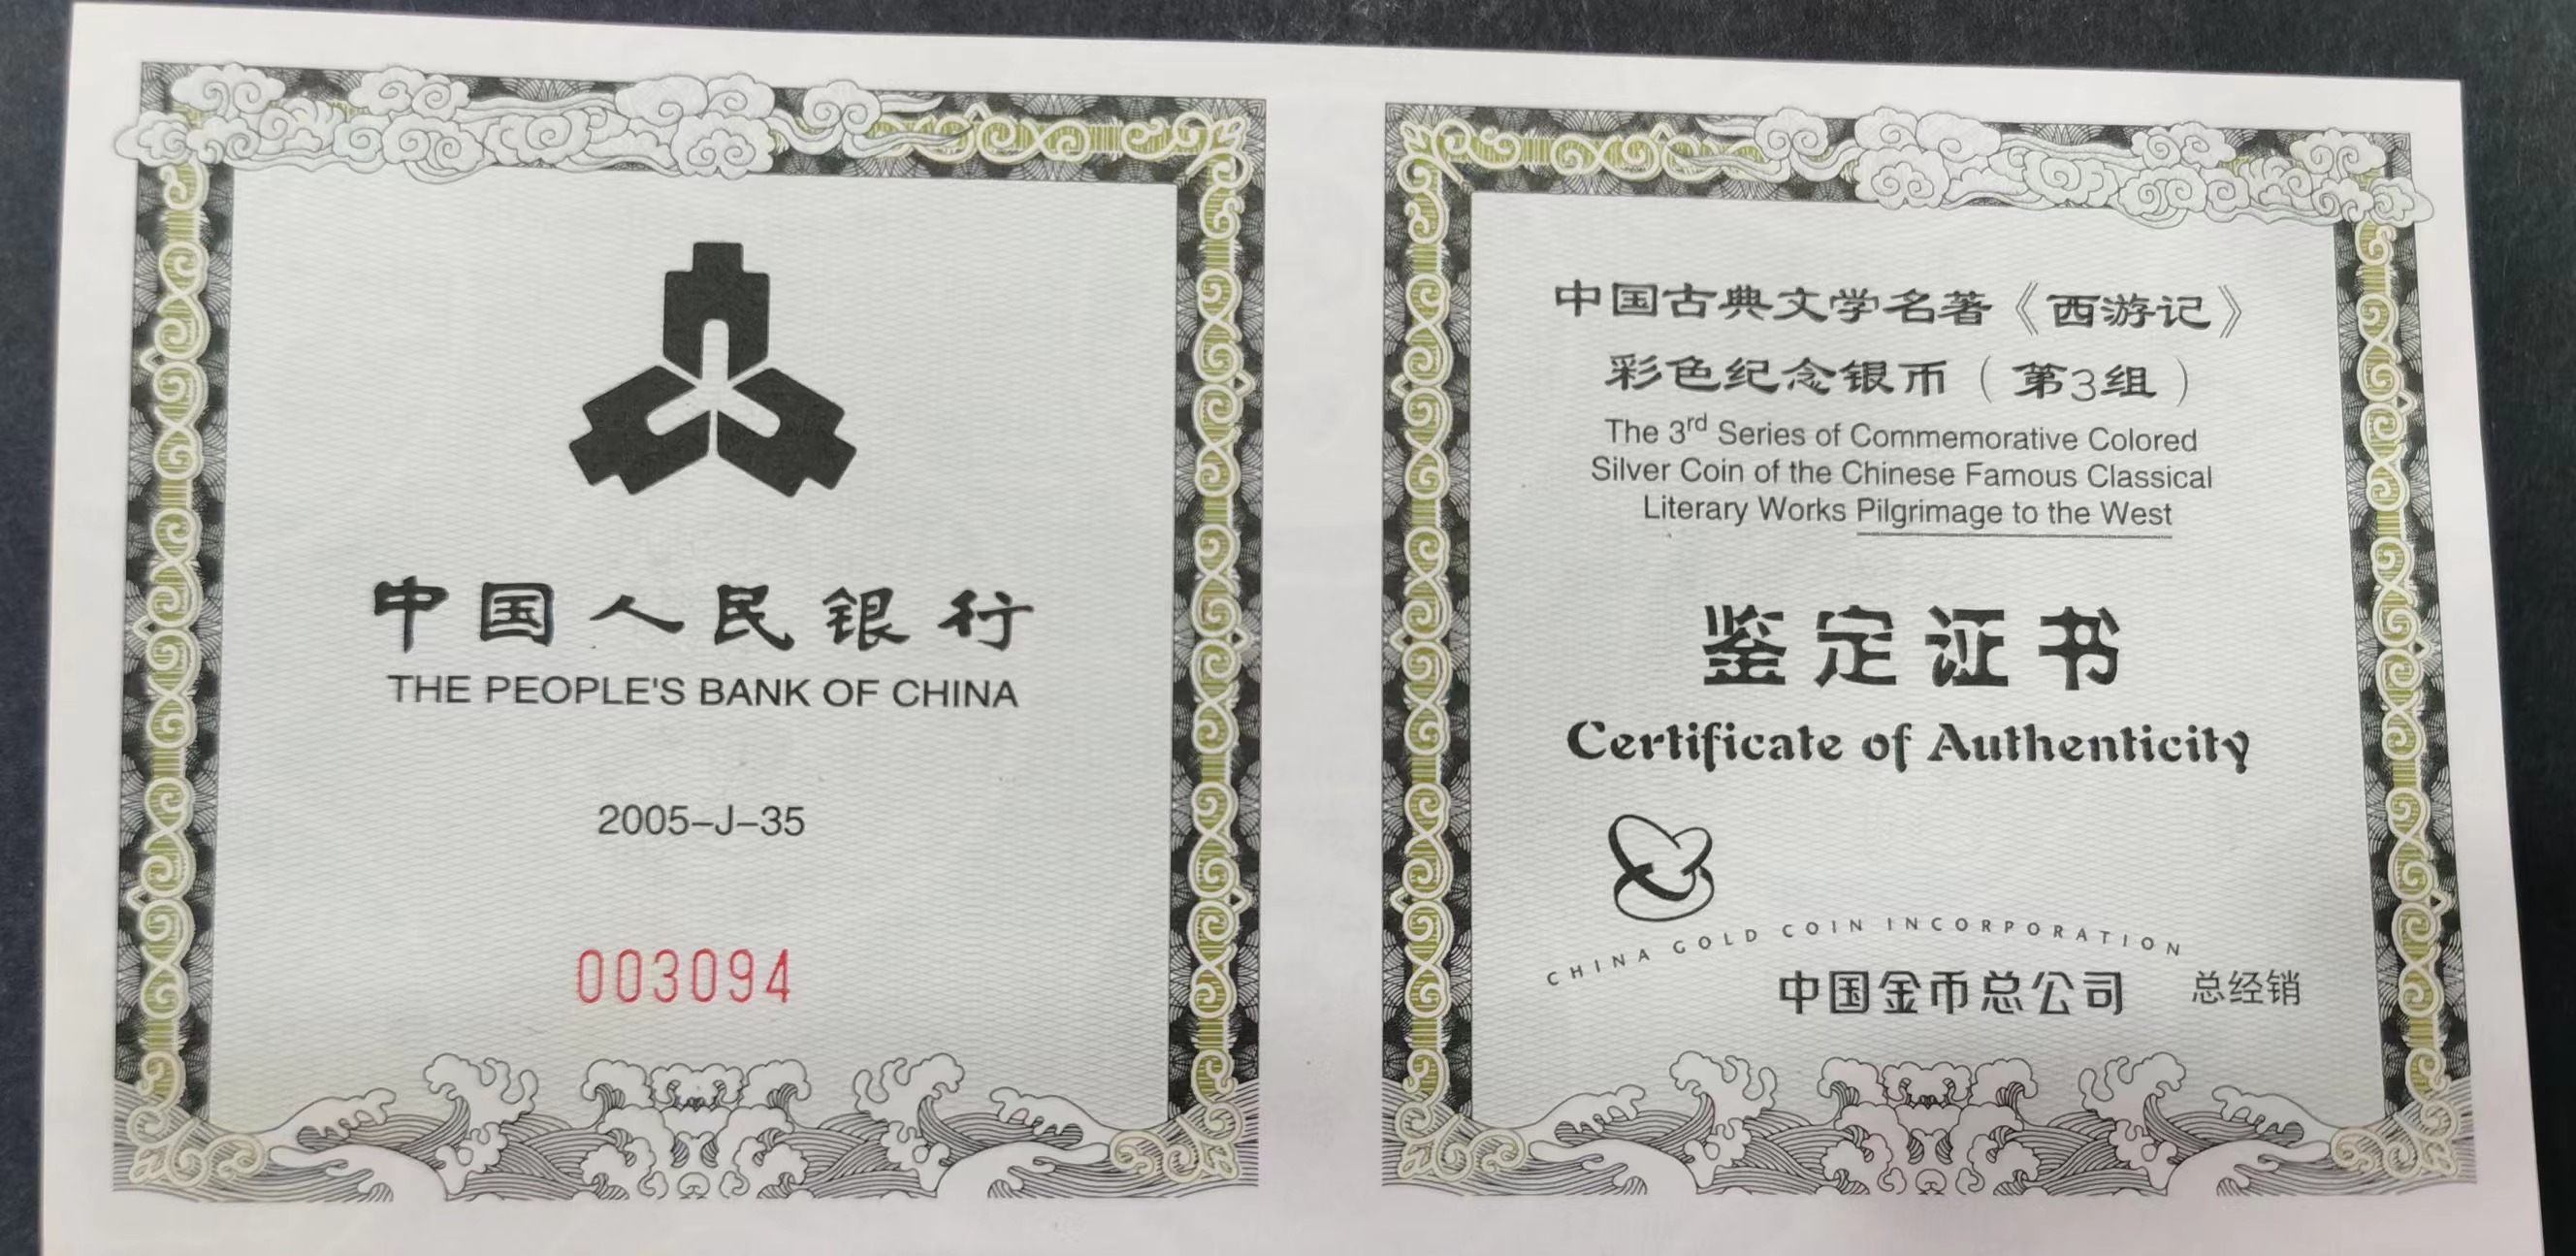 中国人民银行
THE PEOPLE'S BANK OF CHINA
2005-J-35
003094
中国古典文学名著《西游记》
彩色纪念银币（第3组）
The 3rd Series of Commemorative Colored
Silver Coin of the Chinese Famous Classical
Literary Works Pilgrimage to the West
鉴定证书
Certificate of Authenticity
CHINA GOLD COIN INCORPORATION
中国金币总公司 总经销